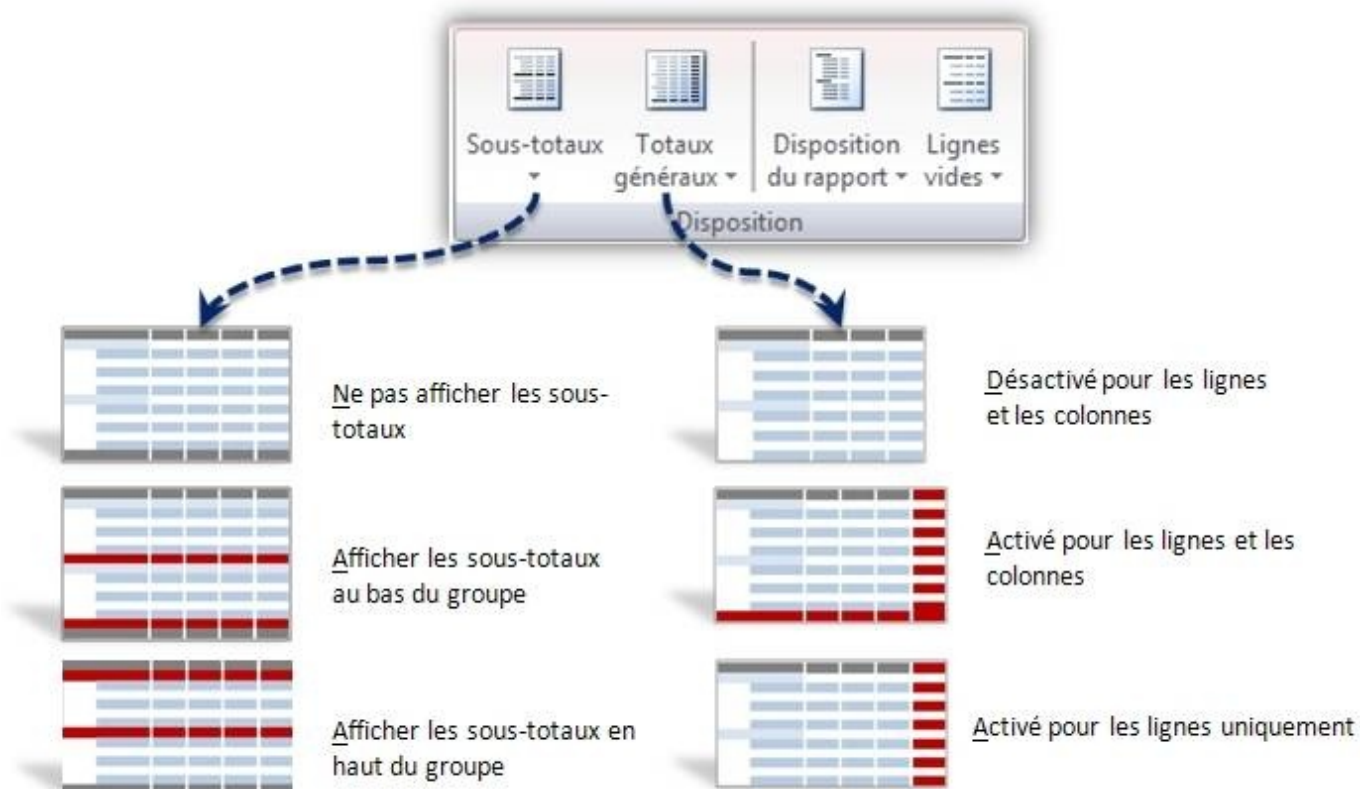 Sous-totaux
Totaux
généraux
Disposition
du rapport
Lignes
vides
Disposition
Ne pas afficher les sous-
totaux
Afficher les sous-totaux
au bas du groupe
Afficher les sous-totaux en
haut du groupe
Désactivé pour les lignes
et les colonnes
Activé pour les lignes et les
colonnes
Activé pour les lignes uniquement